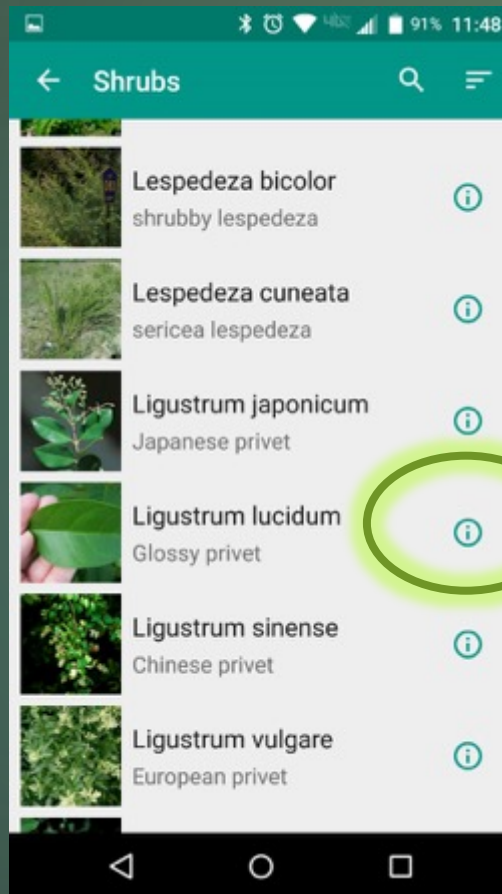 91% 11:48
Shrubs
Lespedeza bicolor
shrubby lespedeza
Lespedeza cuneata
sericea lespedeza
Ligustrum japonicum
Japanese privet
Ligustrum lucidum
Glossy privet
Ligustrum sinense
Chinese privet
Ligustrum vulgare
European privet